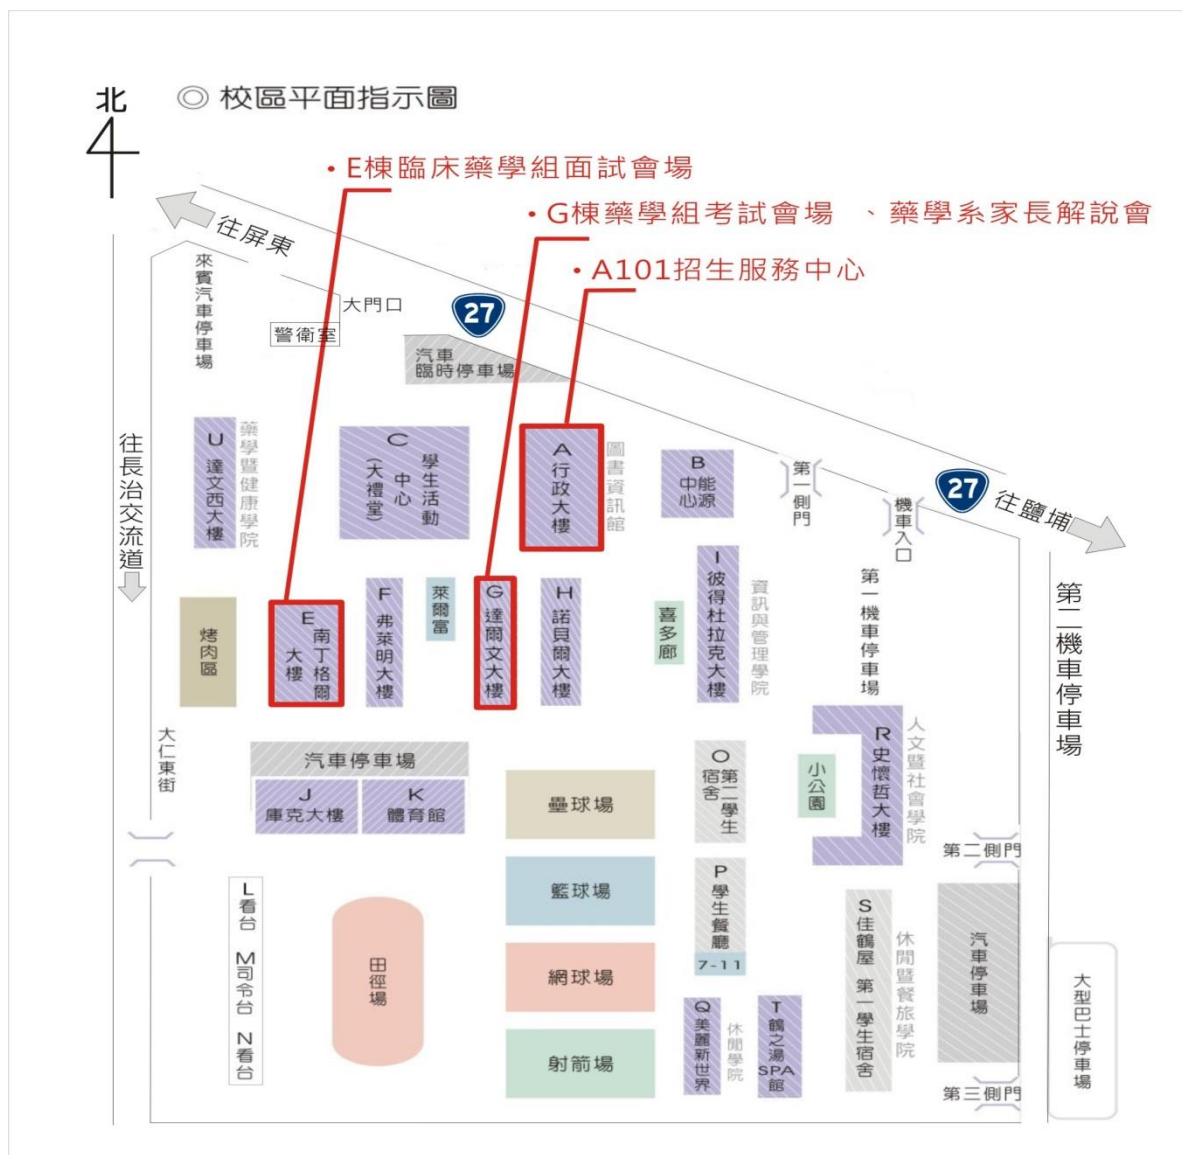 北
◎ 校區平面指示圖
• E棟臨床藥學組面試會場
• G棟藥學組考試會場 、藥學系家長解說會
• A101招生服務中心
往屏東
來賓汽車停車場
大門口
警衛室
27
汽車
臨時停車場
往長治交流道
U 達文西大樓
藥學暨健康學院
C
學生活動
中心
(大禮堂)
A 行政大樓
圖書資訊館
B
能源
中心
第一側門
機車入口
27
往鹽埔
烤肉區
E
南丁格爾
大樓
F 弗萊明大樓
萊爾富
G 達爾文大樓
H 諾貝爾大樓
喜多廊
I 彼得杜拉克大樓
資訊與管理學院
第一機車停車場
第二機車停車場
大仁東街
汽車停車場
J
庫克大樓
K
體育館
壘球場
O
第二學生
宿舍
小公園
R 史懷哲大樓
人文暨社會學院
第二側門
籃球場
P 學生餐廳
7-11
L看台
M司令台
N看台
田徑場
網球場
S 佳鶴屋 第一學生宿舍
休閒暨餐旅學院
汽車停車場
大型巴士停車場
射箭場
Q 美麗新世界
休閒學院
T 鶴之湯
SPA
館
第三側門